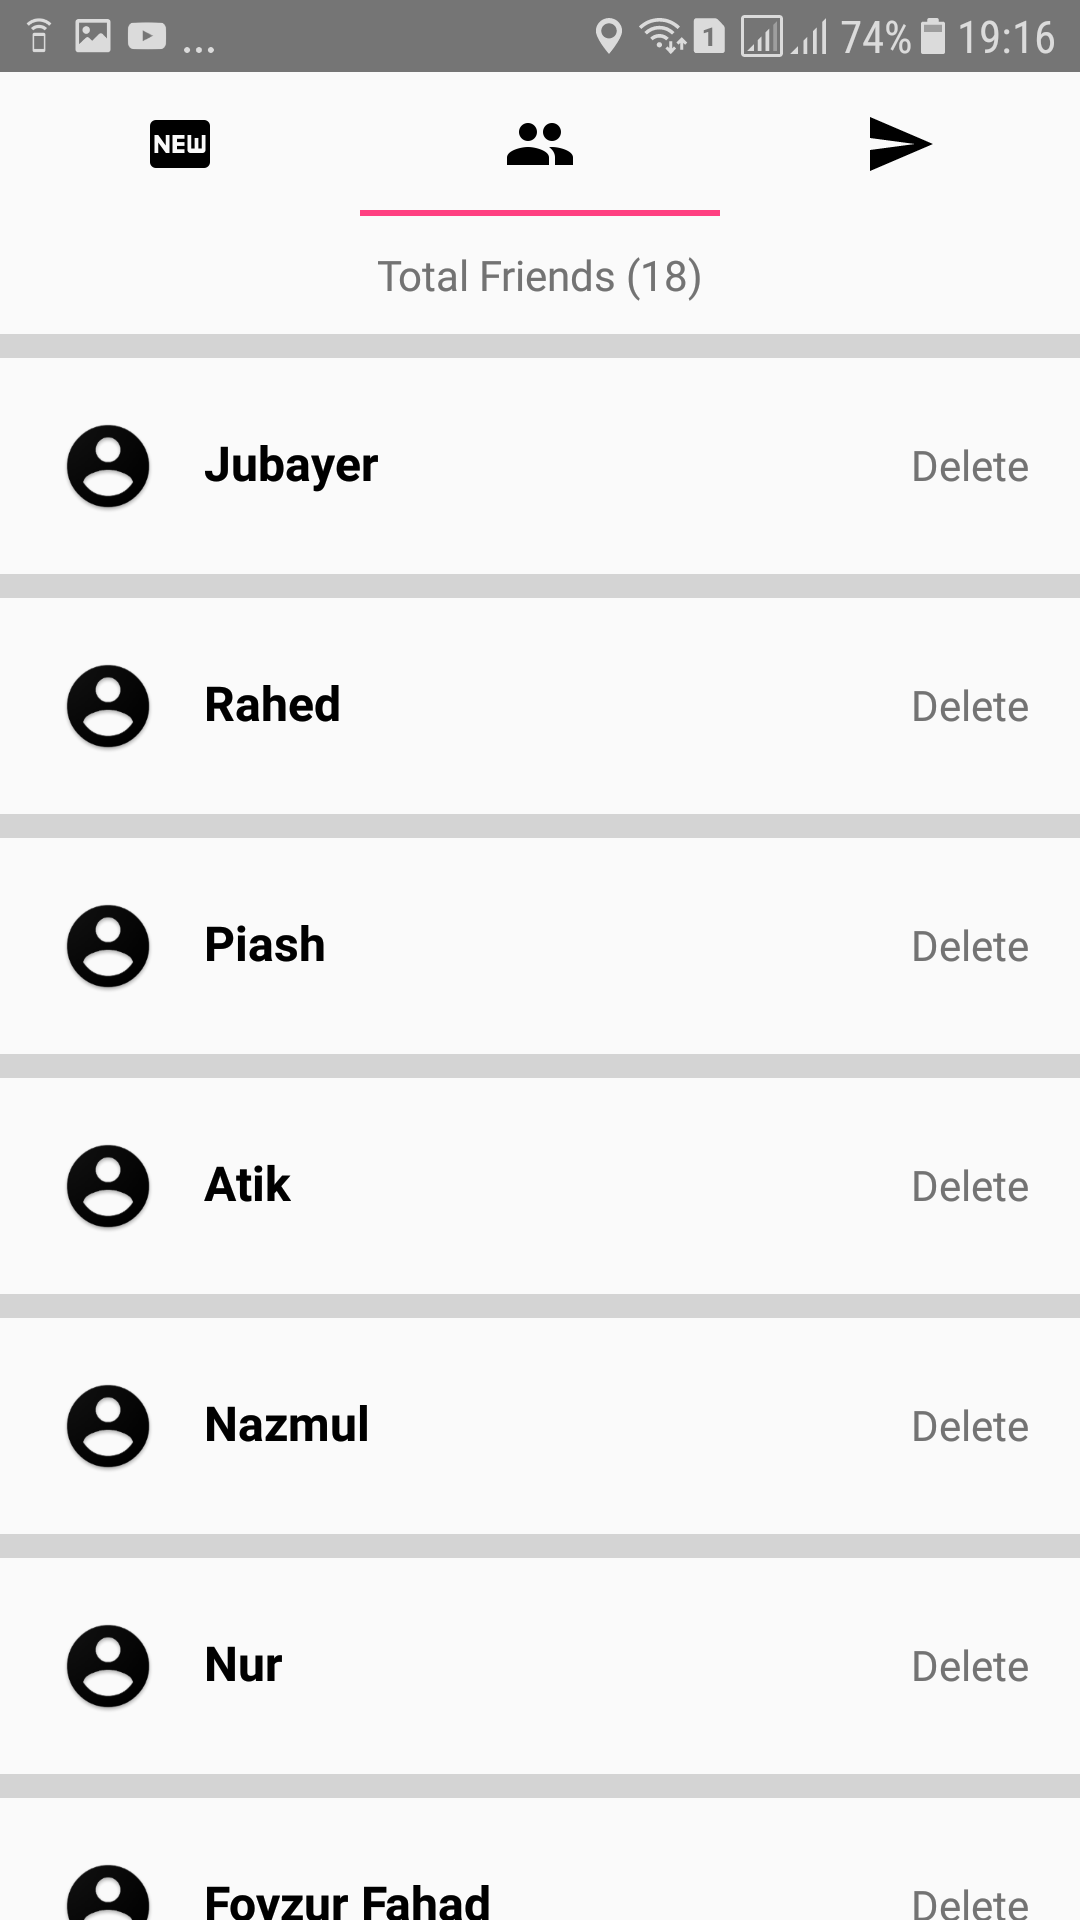 ... 1 74% 19:16
NEW
Total Friends (18)
Jubayer Delete
Rahed Delete
Piash Delete
Atik Delete
Nazmul Delete
Nur Delete
Foyzur Fahad Delete